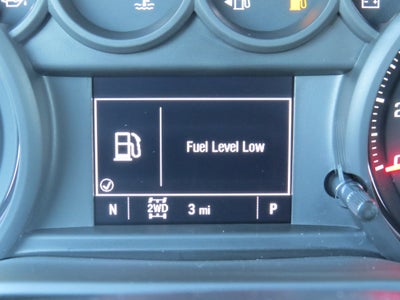 Fuel Level Low
N 2WD 3 mi P